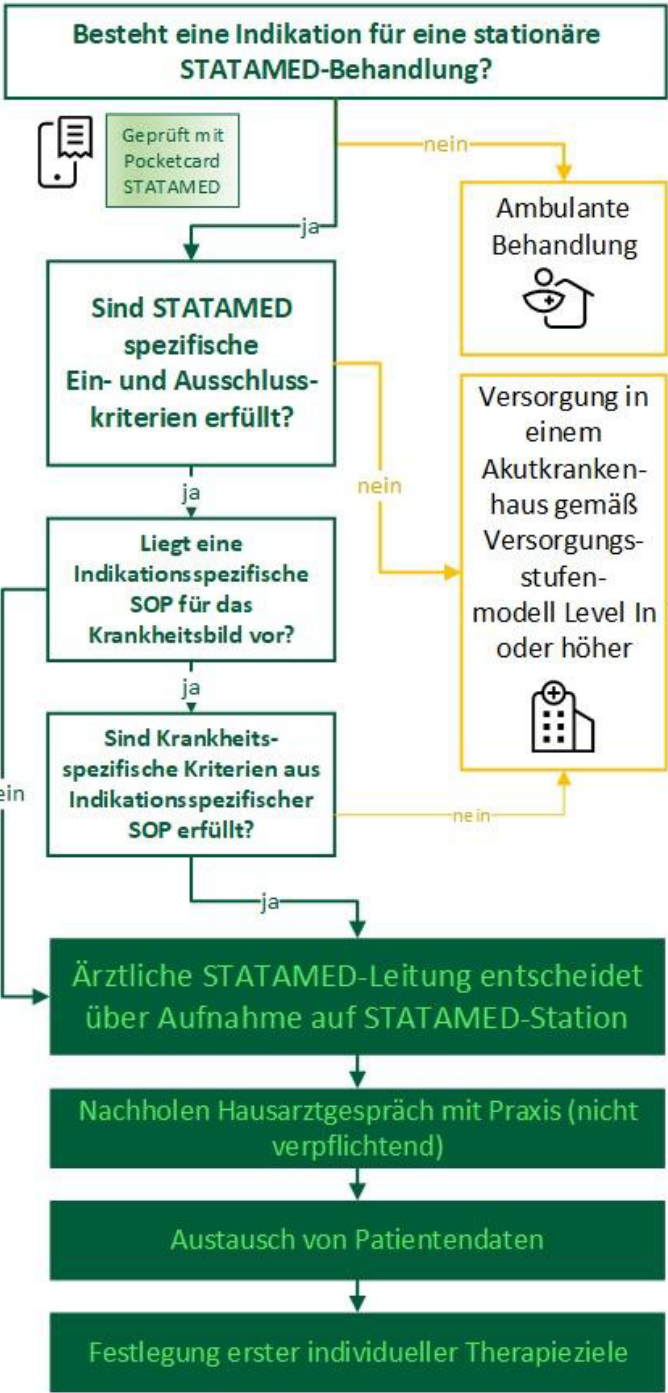 Besteht eine Indikation für eine stationäre
STATAMED-Behandlung?
Geprüft mit
Pocketcard
STATAMED
nein
Ambulante
Behandlung
ja
Sind STATAMED
spezifische
Ein- und Ausschluss-
kriterien erfüllt?
nein
Versorgung in
einem
Akutkranken-
haus gemäß
Versorgungs-
stufen-
modell Level In
oder höher
ja
Liegt eine
Indikationsspezifische
SOP für das
Krankheitsbild vor?
ja
Sind Krankheits-
spezifische Kriterien aus
Indikationsspezifischer
SOP erfüllt?
ein
nein
ja
Ärztliche STATAMED-Leitung entscheidet
über Aufnahme auf STATAMED-Station
Nachholen Hausarztgespräch mit Praxis (nicht
verpflichtend)
Austausch von Patientendaten
Festlegung erster individueller Therapieziele